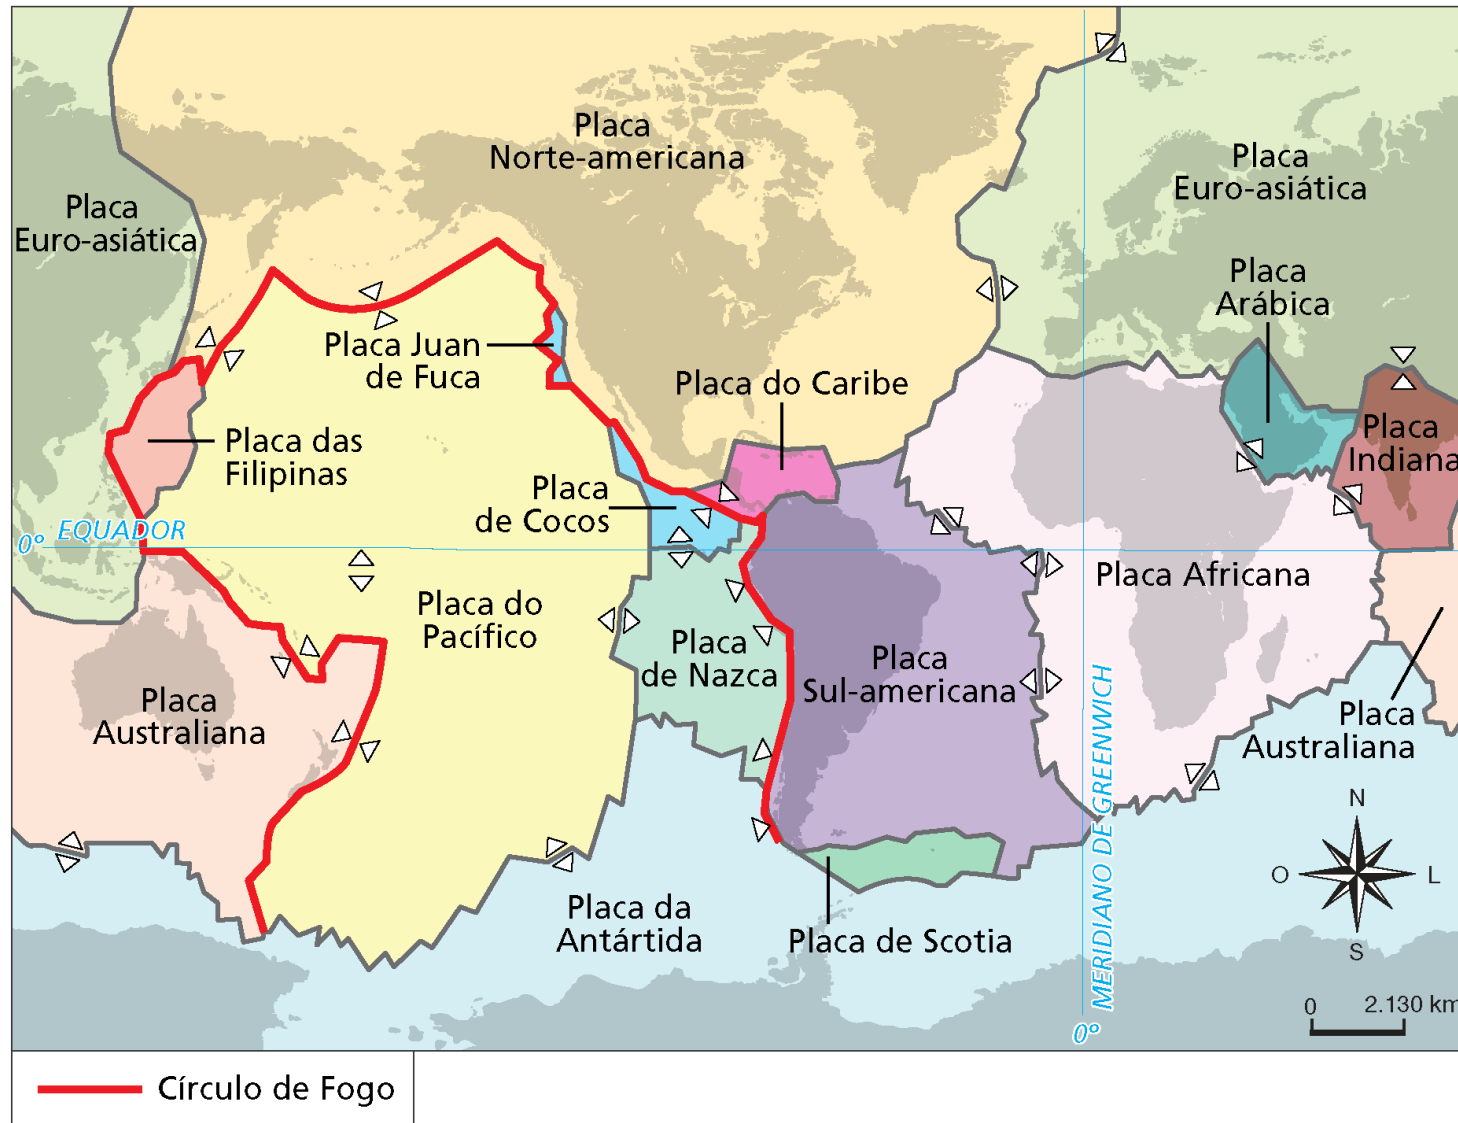 Placa
Norte-americana
Placa
Euro-asiática
Placa
Euro-asiática
Placa
Arábica
Placa Juan
de Fuca
Placa do Caribe
Placa das
Filipinas
Placa
Indiana
Placa
de Cocos
EQUADOR
0°
Placa Africana
Placa do
Pacífico
Placa
de Nazca
Placa
Sul-americana
Placa
Australiana
Placa
Australiana
MERIDIANO DE GREENWICH
0°
Placa da
Antártida
Placa de Scotia
N
O
L
S
0 2.130 km
Círculo de Fogo